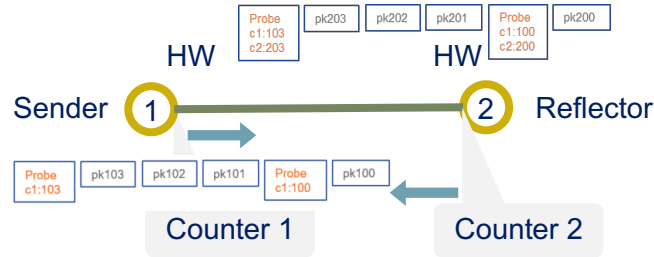 Probe
c1:103
c2:203
pk203
pk202
pk201
Probe
c1:100
c2:200
pk200
HW
HW
Sender
1
2
Reflector
Probe
c1:103
pk103
pk102
pk101
Probe
c1:100
pk100
Counter 1
Counter 2